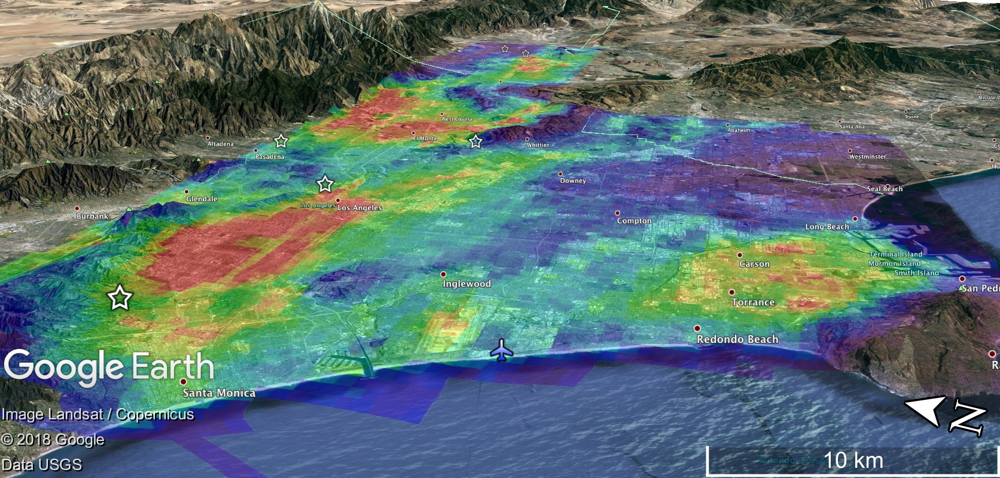 Mission V
Irvine
West Covina
Santa Ana
Anaheim
El Monte
Altadena
Whittier
Pasadena
Westminster
Hu
Downey
Seal Beach
Glendale
Los Angeles
Los Angeles
Burbank
Compton
Long Beach
Terminal Island
Carson
Mormon Island
Smith Island
Inglewood
San Pedr
Torrance
Redondo Beach
Google Earth
R
Santa Monica
Image Landsat / Copernicus
N
© 2018 Google
10 km
Data USGS